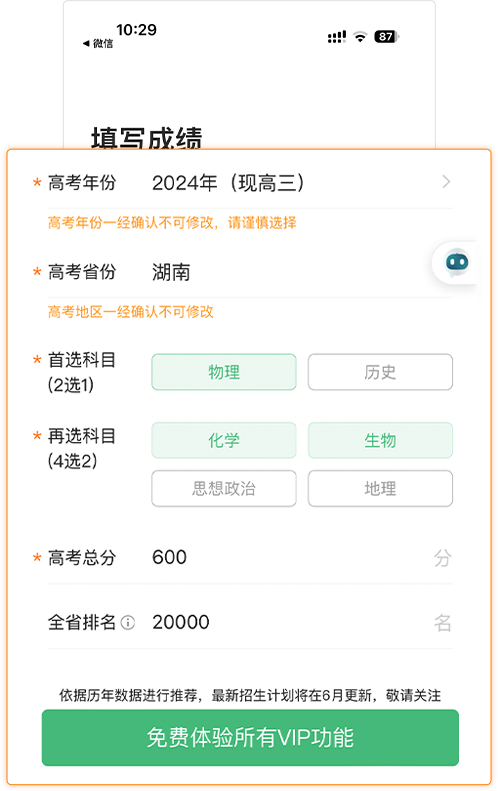 10:29
微信
87
填写成绩
* 高考年份 2024年（现高三）
高考年份一经确认不可修改，请谨慎选择
* 高考省份 湖南
高考地区一经确认不可修改
* 首选科目
(2选1)
物理 历史
* 再选科目
(4选2)
化学 生物
思想政治 地理
* 高考总分 600 分
全省排名 20000 名
依据历年数据进行推荐，最新招生计划将在6月更新，敬请关注
免费体验所有VIP功能